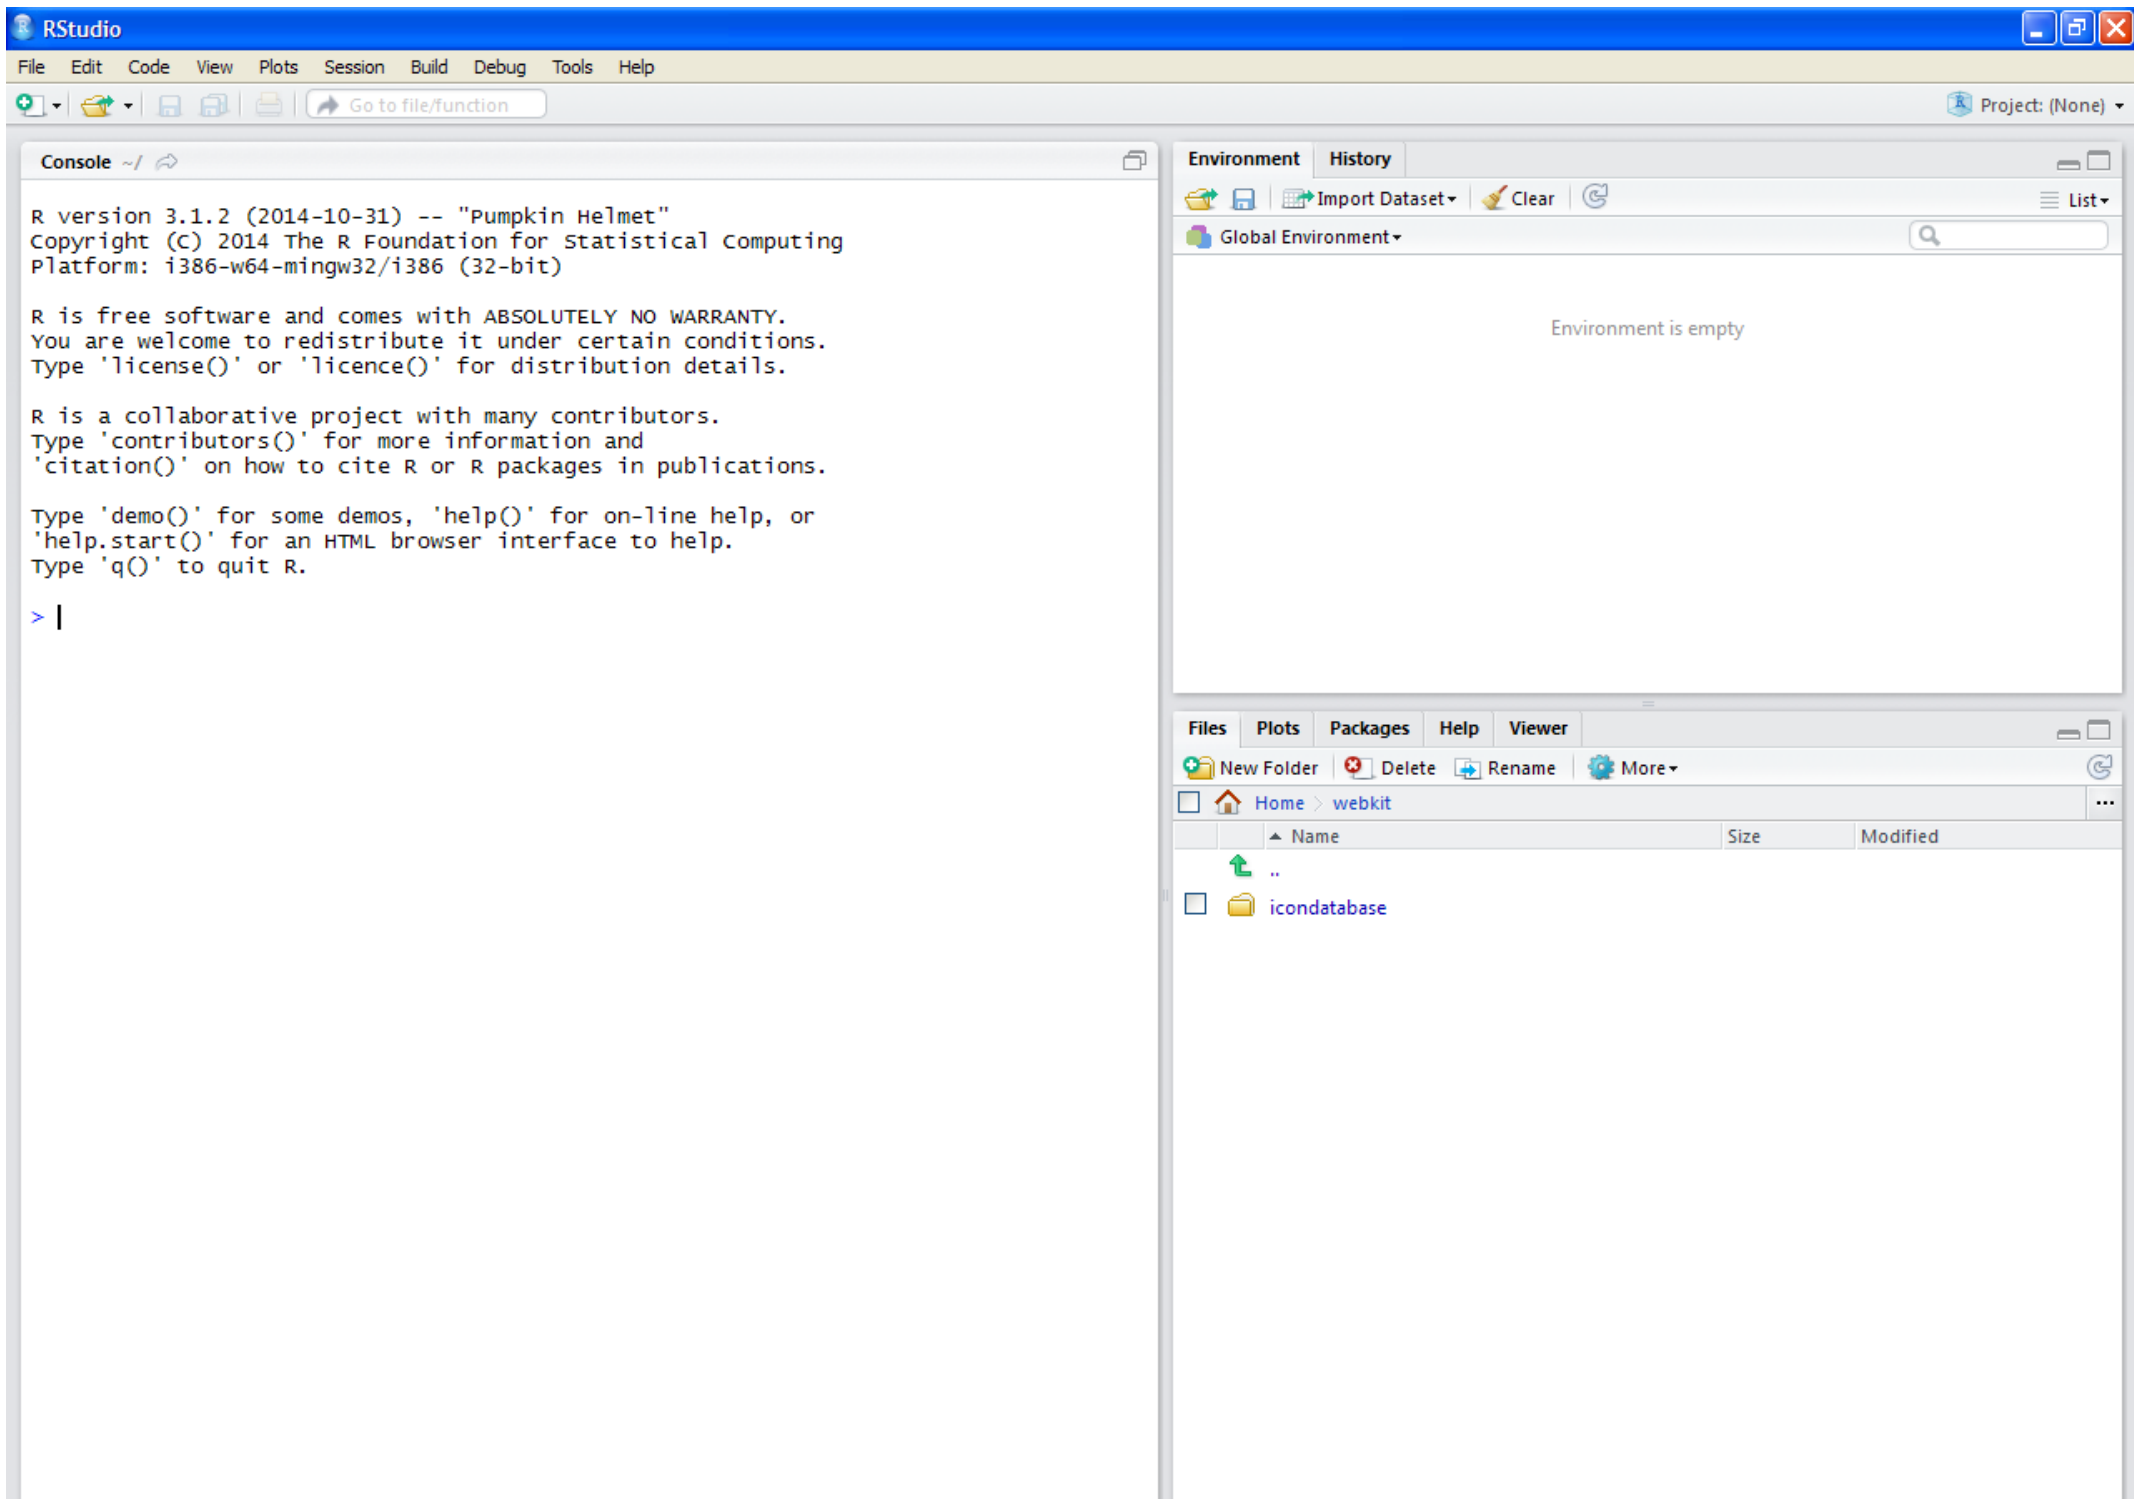 RStudio
File Edit Code View Plots Session Build Debug Tools Help
Go to file/function
Project: (None)
Console ~/
R version 3.1.2 (2014-10-31) -- "Pumpkin Helmet"
Copyright (C) 2014 The R Foundation for Statistical Computing
Platform: i386-w64-mingw32/i386 (32-bit)
R is free software and comes with ABSOLUTELY NO WARRANTY.
You are welcome to redistribute it under certain conditions.
Type 'license()' or 'licence()' for distribution details.
R is a collaborative project with many contributors.
Type 'contributors()' for more information and
'citation()' on how to cite R or R packages in publications.
Type 'demo()' for some demos, 'help()' for on-line help, or
'help.start()' for an HTML browser interface to help.
Type 'q()' to quit R.
>
Environment History
Import Dataset Clear List
Global Environment
Environment is empty
Files Plots Packages Help Viewer
New Folder Delete Rename More
Home > webkit ...
Name Size Modified
..
icondatabase